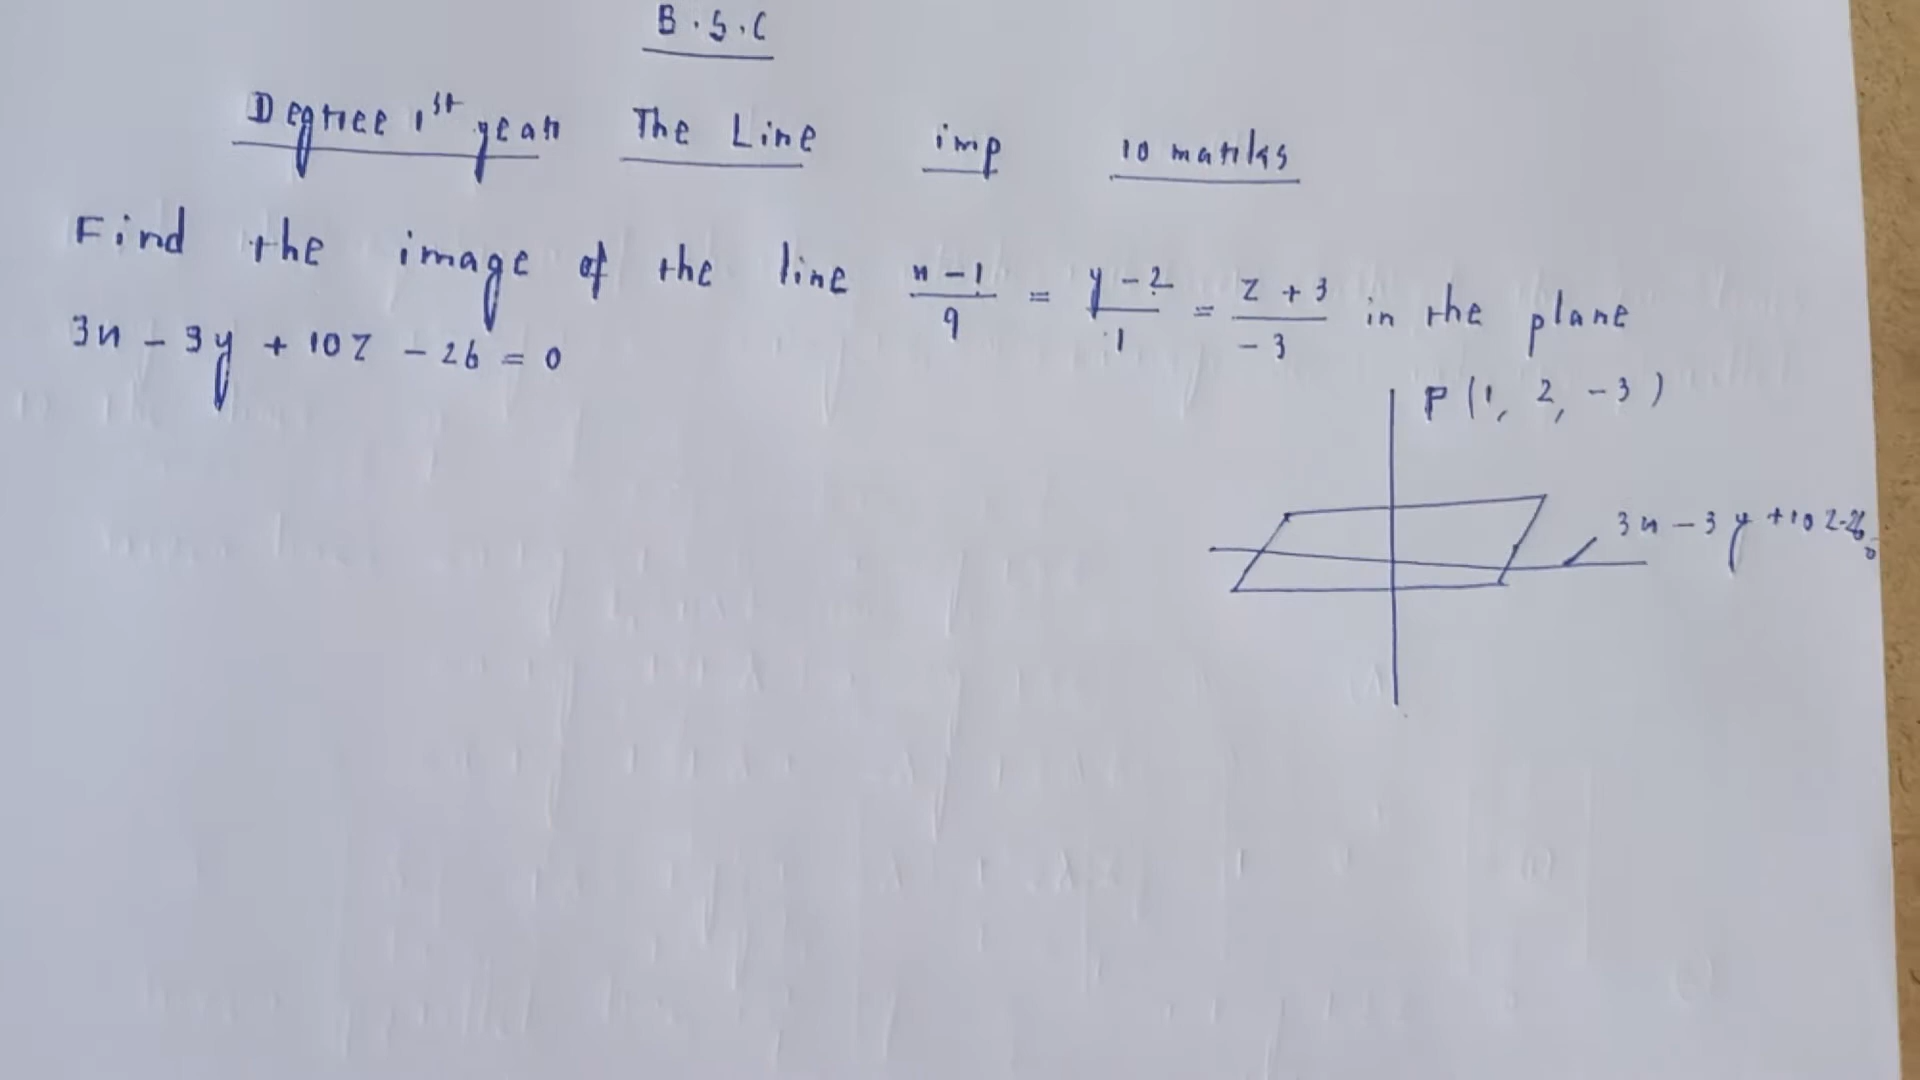 B.S.C
Degree 1st year The Line imp 10 marks
Find the image of the line x-1/9 = y-2/1 = z+3/-3 in the plane
3x - 3y + 10z - 26 = 0
P(1, 2, -3)
3x - 3y + 10z-26=0